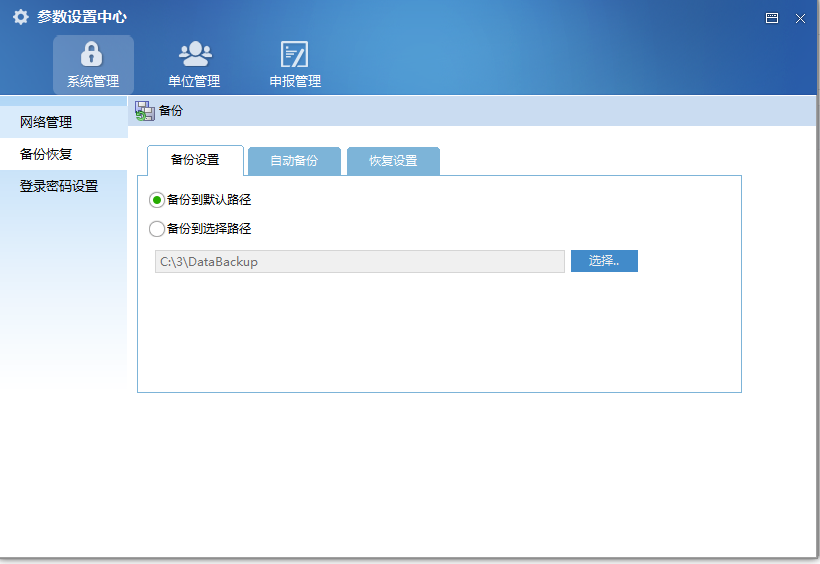 参数设置中心
系统管理
单位管理
申报管理
网络管理
备份恢复
登录密码设置
备份
备份设置
自动备份
恢复设置
备份到默认路径
备份到选择路径
C:\3\DataBackup
选择..